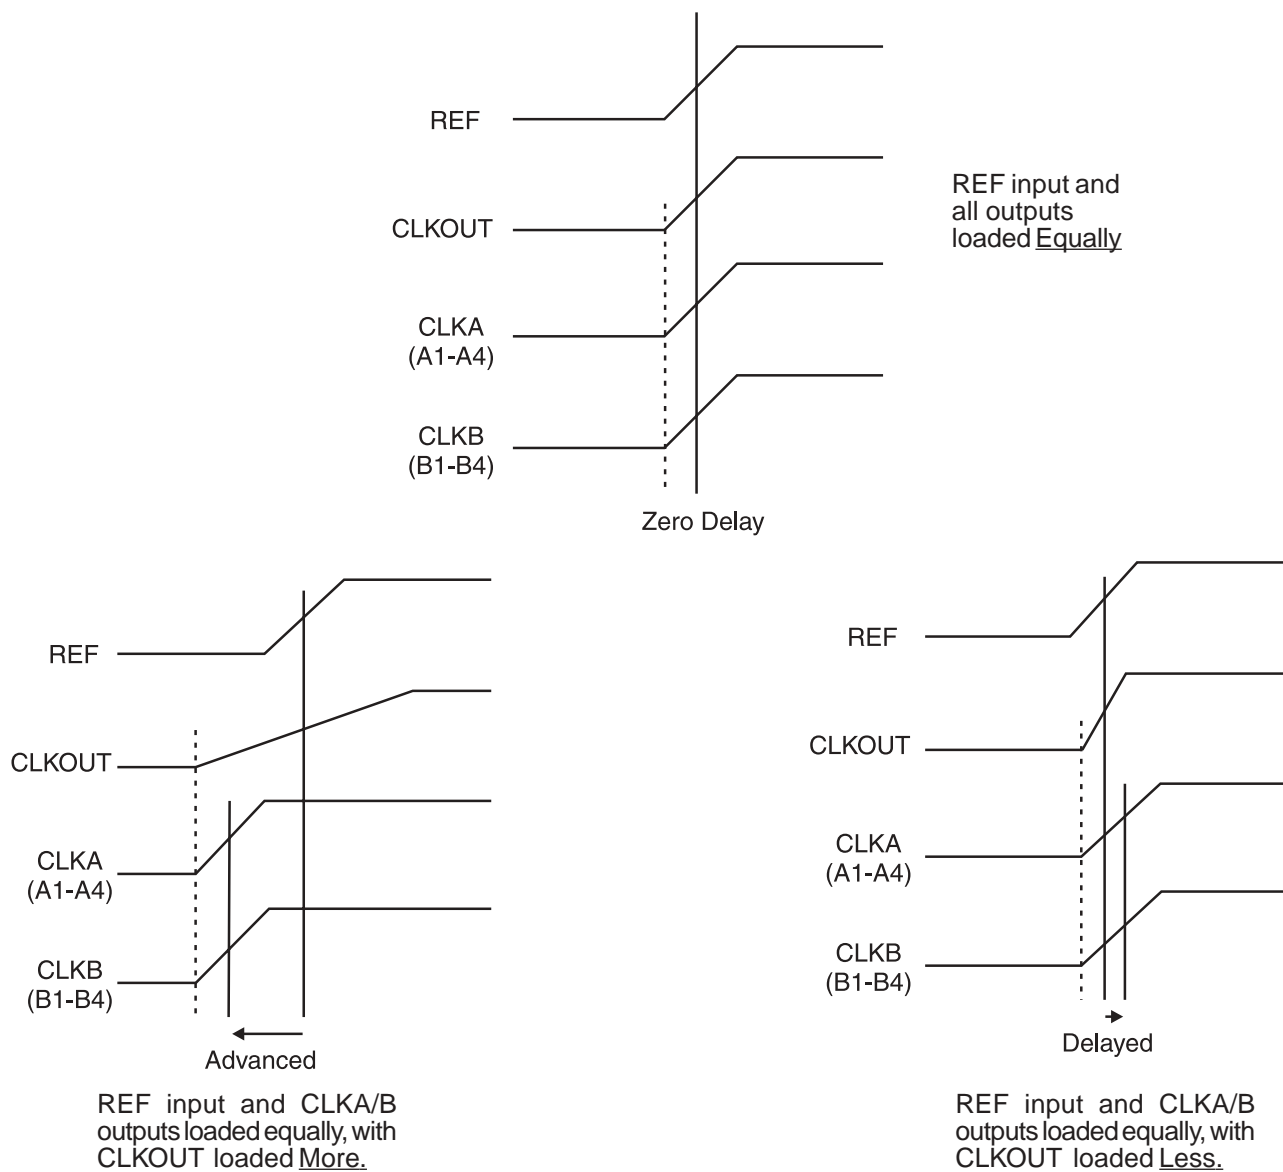 REF
CLKOUT
CLKA
(A1-A4)
CLKB
(B1-B4)
Zero Delay
REF input and
all outputs
loaded Equally
REF
CLKOUT
CLKA
(A1-A4)
CLKB
(B1-B4)
Advanced
REF input and CLKA/B
outputs loaded equally, with
CLKOUT loaded More.
REF
CLKOUT
CLKA
(A1-A4)
CLKB
(B1-B4)
Delayed
REF input and CLKA/B
outputs loaded equally, with
CLKOUT loaded Less.